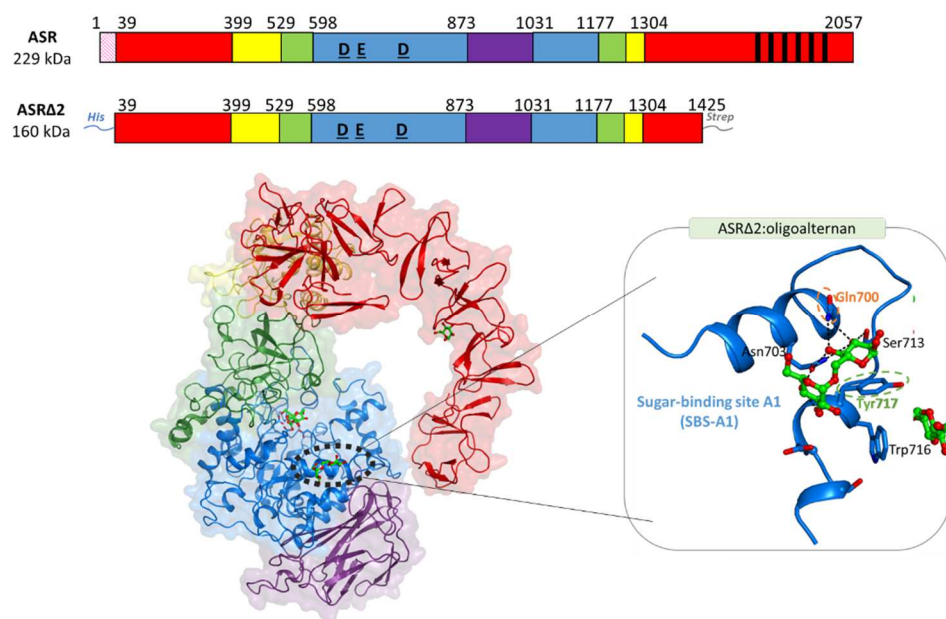 1 39 399 529 598 873 1031 1177 1304 2057
ASR
229 kDa
D E D
39 399 529 598 873 1031 1177 1304 1425
ASRΔ2
160 kDa
His
D E D
Strep
ASRΔ2:oligoalternan
Gln700
Asn703
Ser713
Sugar-binding site A1
(SBS-A1)
Tyr717
Trp716